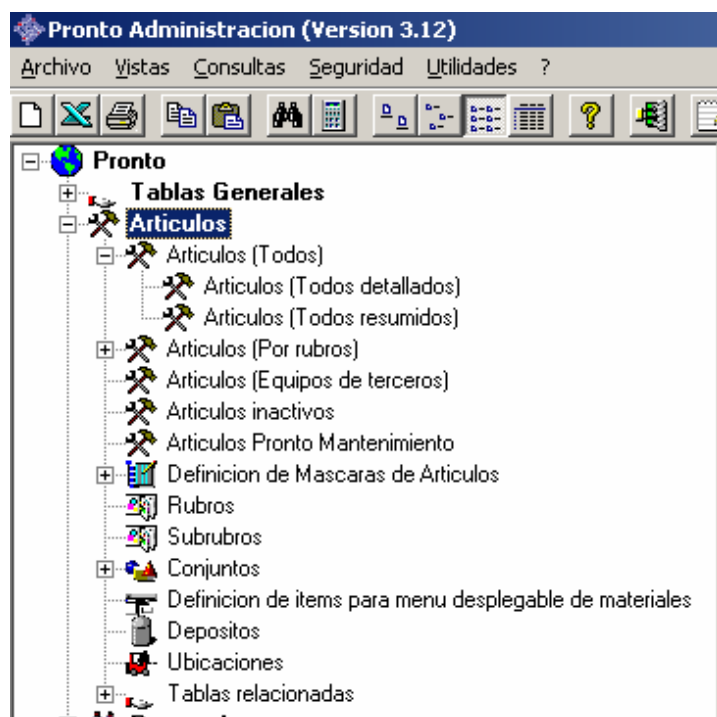 Pronto Administracion (Version 3.12)
Archivo Vistas Consultas Seguridad Utilidades ?
Pronto
Tablas Generales
Articulos
Articulos (Todos)
Articulos (Todos detallados)
Articulos (Todos resumidos)
Articulos (Por rubros)
Articulos (Equipos de terceros)
Articulos inactivos
Articulos Pronto Mantenimiento
Definicion de Mascaras de Articulos
Rubros
Subrubros
Conjuntos
Definicion de items para menu desplegable de materiales
Depositos
Ubicaciones
Tablas relacionadas